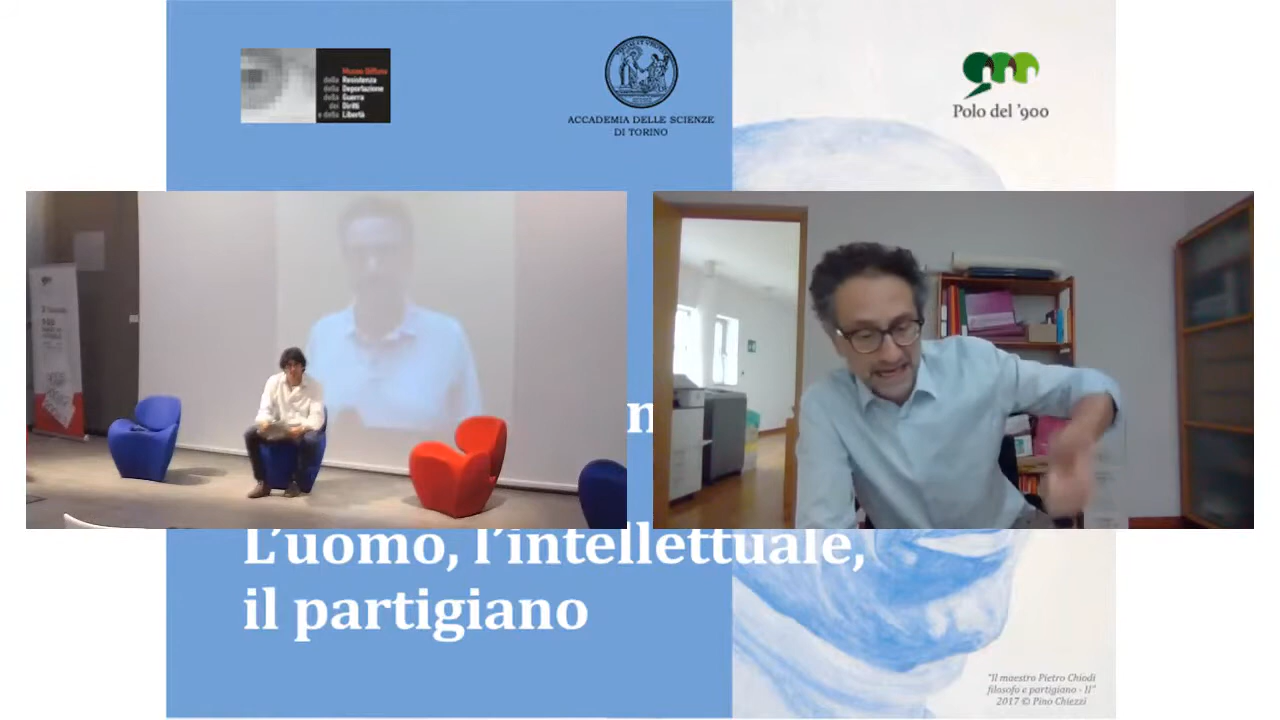 Museo Diffuso
della Resistenza
della Deportazione
della Guerra
dei Diritti
e della Libertà
ACCADEMIA DELLE SCIENZE
DI TORINO
Polo del '900
L'uomo, l'intellettuale,
il partigiano
"Il maestro Pietro Chiodi
filosofo e partigiano - II"
2017 © Pino Chiezzi